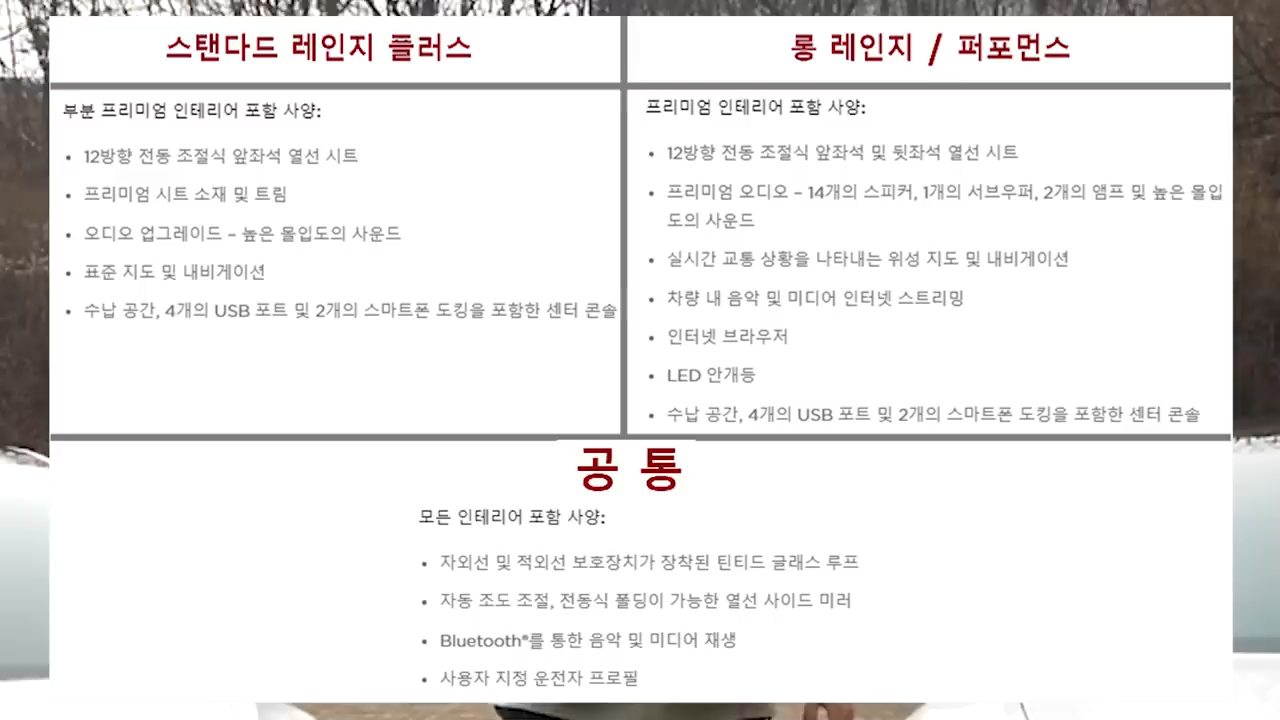 스탠다드 레인지 플러스
부분 프리미엄 인테리어 포함 사양:
• 12방향 전동 조절식 앞좌석 열선 시트
• 프리미엄 시트 소재 및 트림
• 오디오 업그레이드 – 높은 몰입도의 사운드
• 표준 지도 및 내비게이션
• 수납 공간, 4개의 USB 포트 및 2개의 스마트폰 도킹을 포함한 센터 콘솔
롱 레인지 / 퍼포먼스
프리미엄 인테리어 포함 사양:
• 12방향 전동 조절식 앞좌석 및 뒷좌석 열선 시트
• 프리미엄 오디오 – 14개의 스피커, 1개의 서브우퍼, 2개의 앰프 및 높은 몰입
도의 사운드
• 실시간 교통 상황을 나타내는 위성 지도 및 내비게이션
• 차량 내 음악 및 미디어 인터넷 스트리밍
• 인터넷 브라우저
• LED 안개등
• 수납 공간, 4개의 USB 포트 및 2개의 스마트폰 도킹을 포함한 센터 콘솔
공 통
모든 인테리어 포함 사양:
• 자외선 및 적외선 보호장치가 장착된 틴티드 글래스 루프
• 자동 조도 조절, 전동식 폴딩이 가능한 열선 사이드 미러
• Bluetooth®를 통한 음악 및 미디어 재생
• 사용자 지정 운전자 프로필